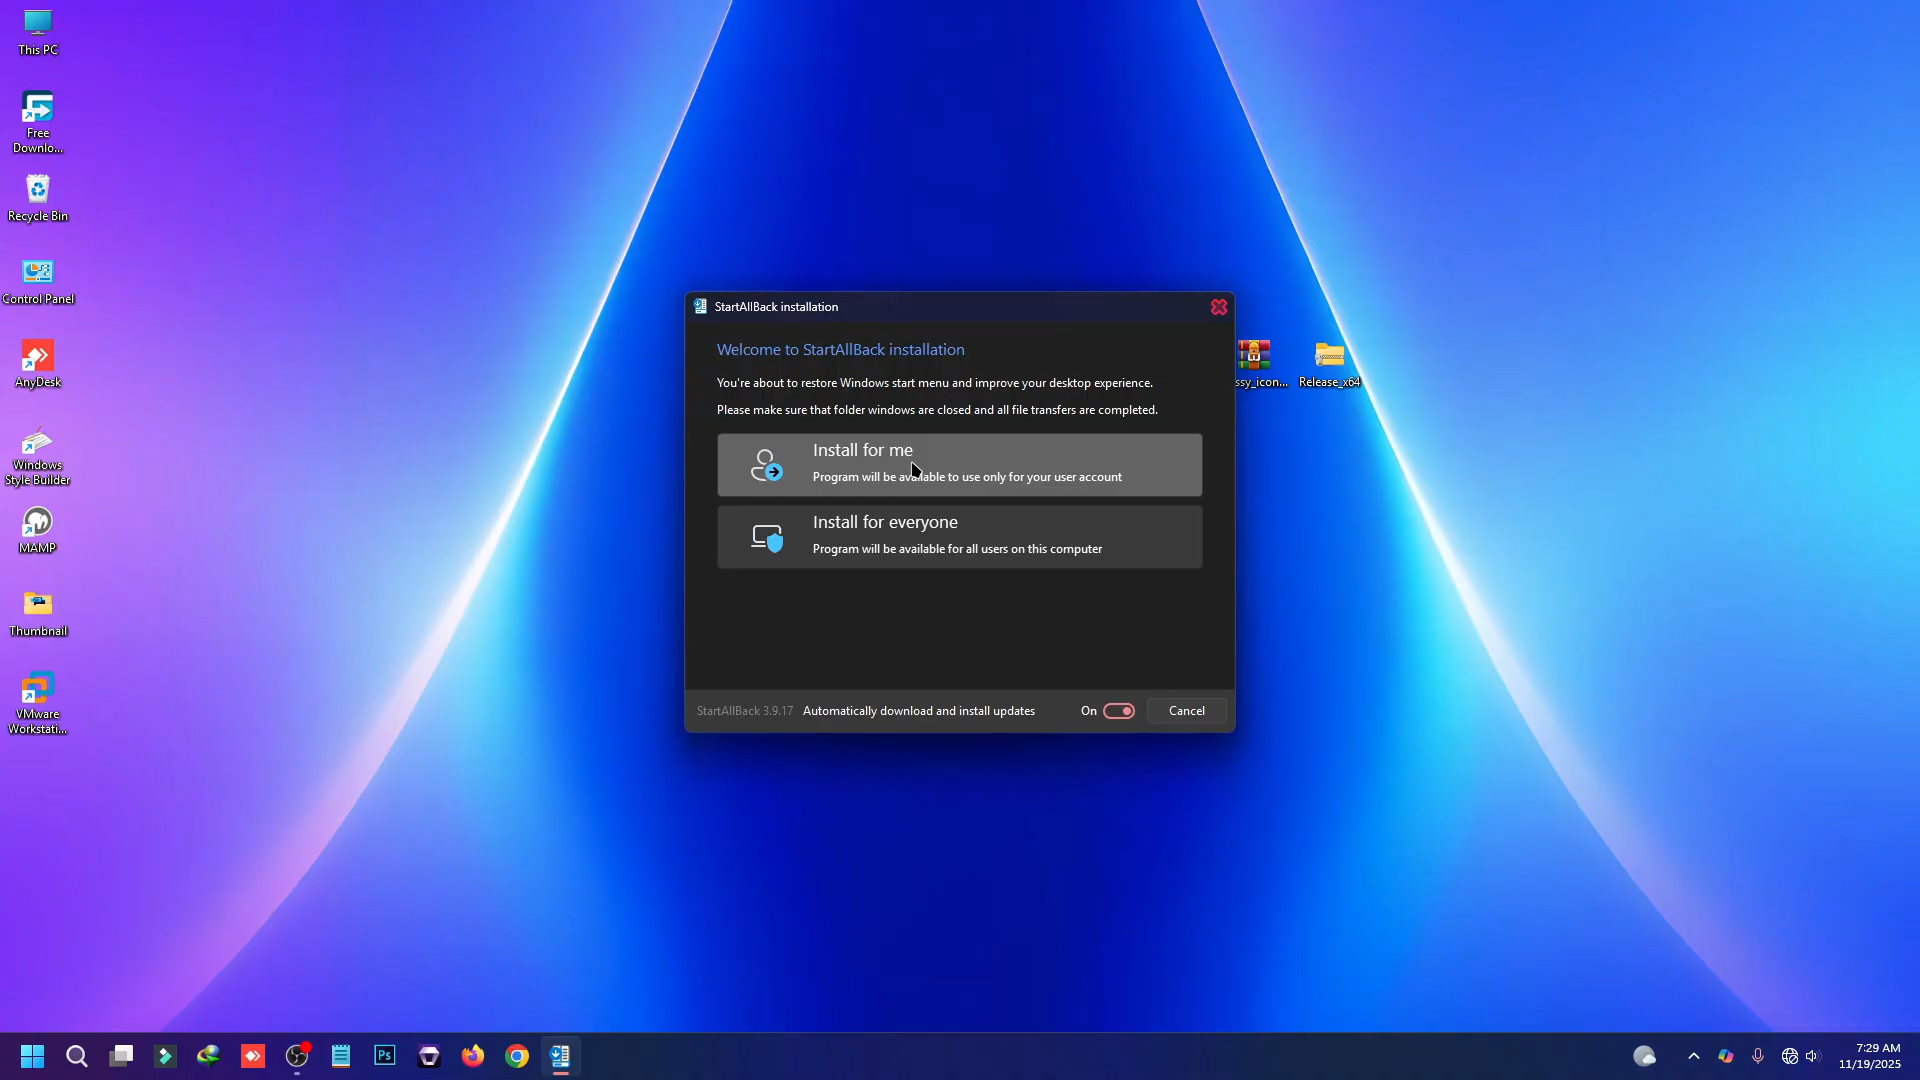 This PC
Free
Downlo...
Recycle Bin
Control Panel
AnyDesk
Windows
Style Builder
MAMP
Thumbnail
VMware
Workstati...
StartAllBack installation
Welcome to StartAllBack installation
You're about to restore Windows start menu and improve your desktop experience.
Please make sure that folder windows are closed and all file transfers are completed.
Install for me
Program will be available to use only for your user account
Install for everyone
Program will be available for all users on this computer
StartAllBack 3.9.17 Automatically download and install updates On Cancel
ssy_icon...
Release_x64
Ps
7:29 AM
11/19/2025